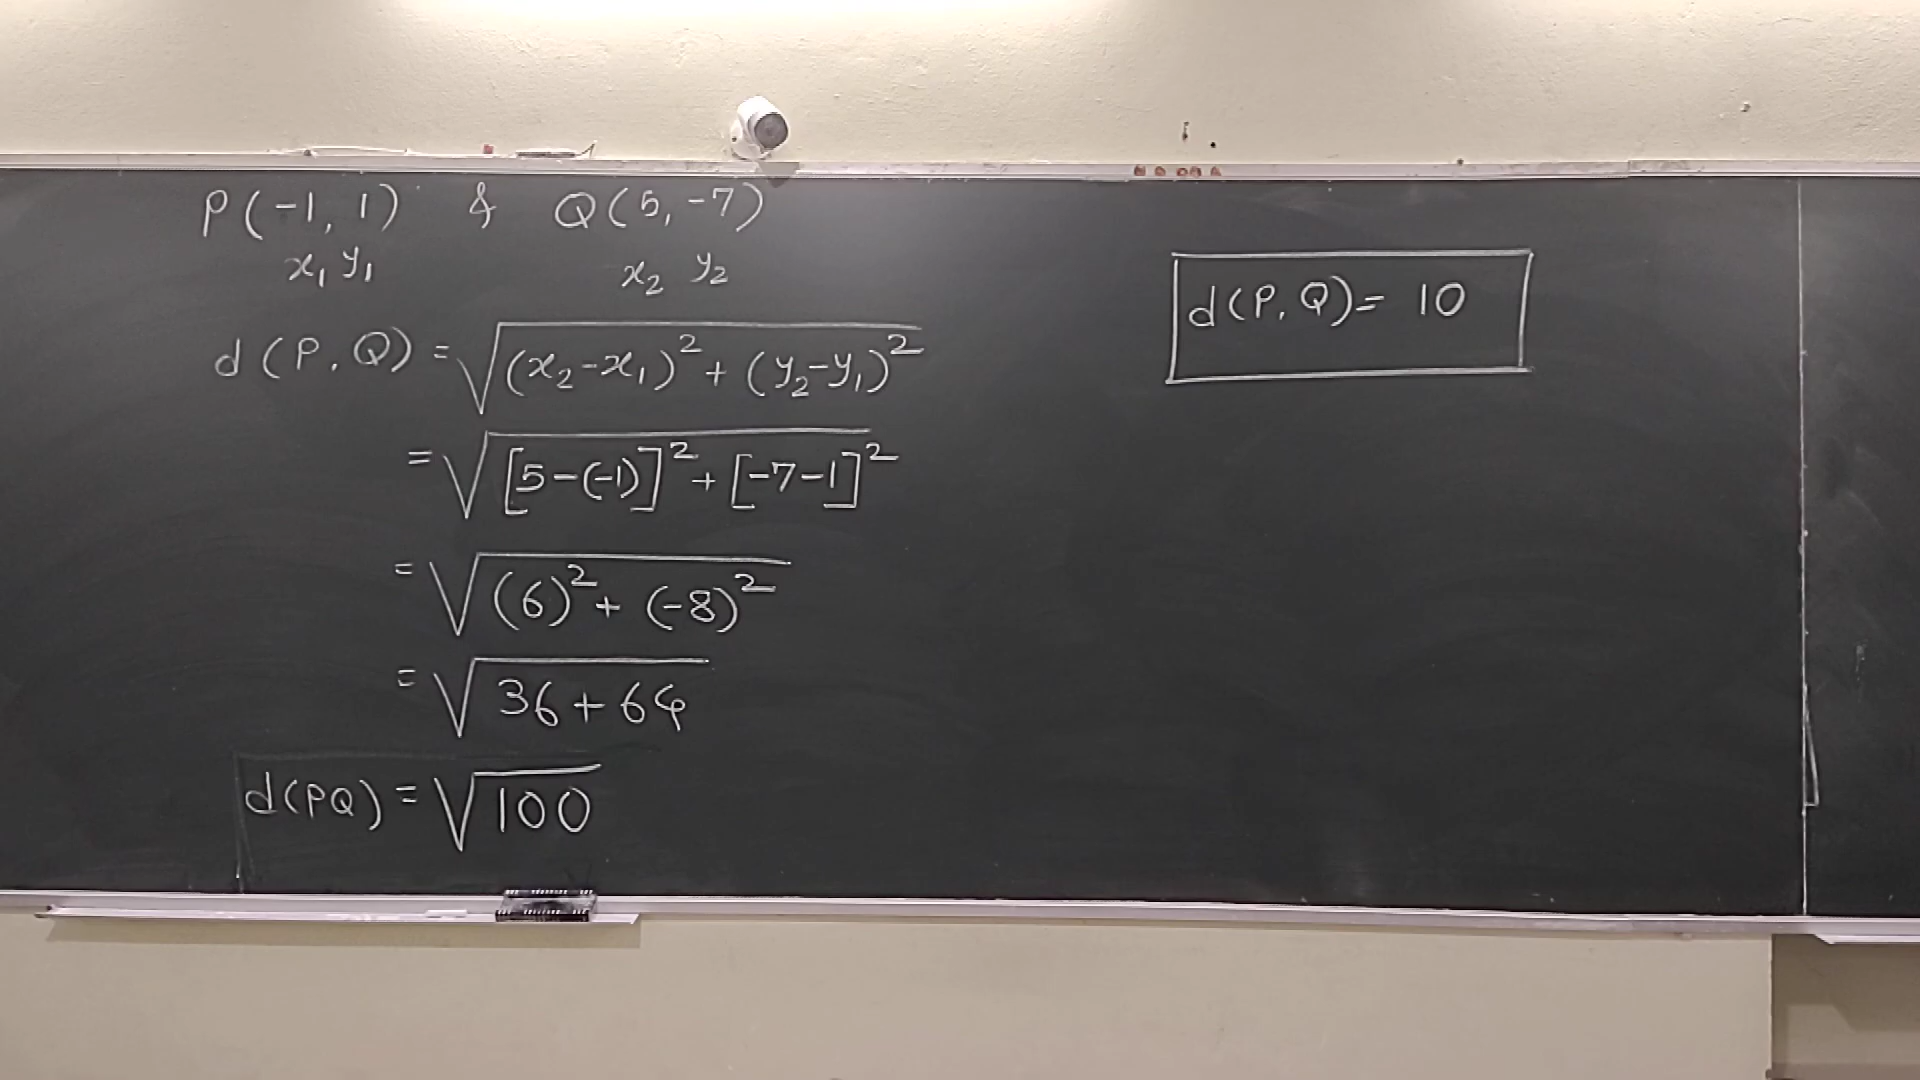 P(-1, 1) & Q(5, -7)
x₁ y₁ x₂ y₂
d(P, Q) = √((x₂-x₁)² + (y₂-y₁)²)
= √([5-(-1)]² + [-7-1]²)
= √((6)² + (-8)²)
= √(36 + 64)
d(PQ) = √100
d(P, Q) = 10